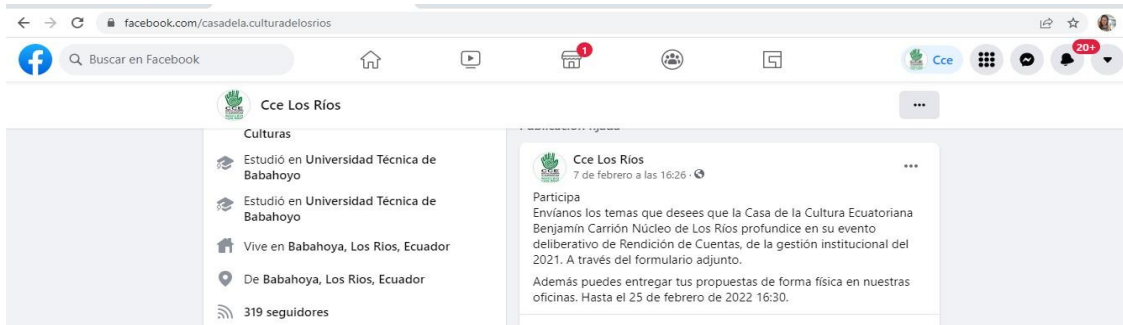 facebook.com/casadela.culturadelosrios
Buscar en Facebook
1
Cce
20+
Cce Los Ríos
Culturas
Estudió en Universidad Técnica de
Babahoyo
Estudió en Universidad Técnica de
Babahoyo
Vive en Babahoya, Los Rios, Ecuador
De Babahoya, Los Rios, Ecuador
319 seguidores
Publicación fijada
Cce Los Ríos
7 de febrero a las 16:26 ·
Participa
Envíanos los temas que desees que la Casa de la Cultura Ecuatoriana
Benjamín Carrión Núcleo de Los Ríos profundice en su evento
deliberativo de Rendición de Cuentas, de la gestión institucional del
2021. A través del formulario adjunto.
Además puedes entregar tus propuestas de forma física en nuestras
oficinas. Hasta el 25 de febrero de 2022 16:30.